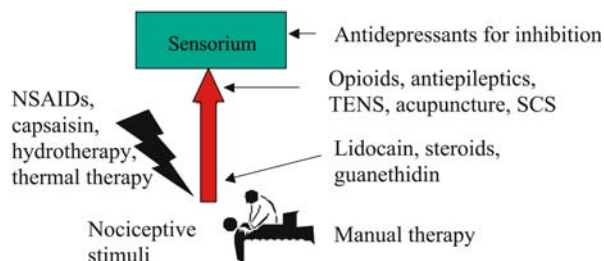 Sensorium
Antidepressants for inhibition
Opioids, antiepileptics,
TENS, acupuncture, SCS
NSAIDs,
capsaisin,
hydrotherapy,
thermal therapy
Lidocain, steroids,
guanethidin
Nociceptive
stimuli
Manual therapy